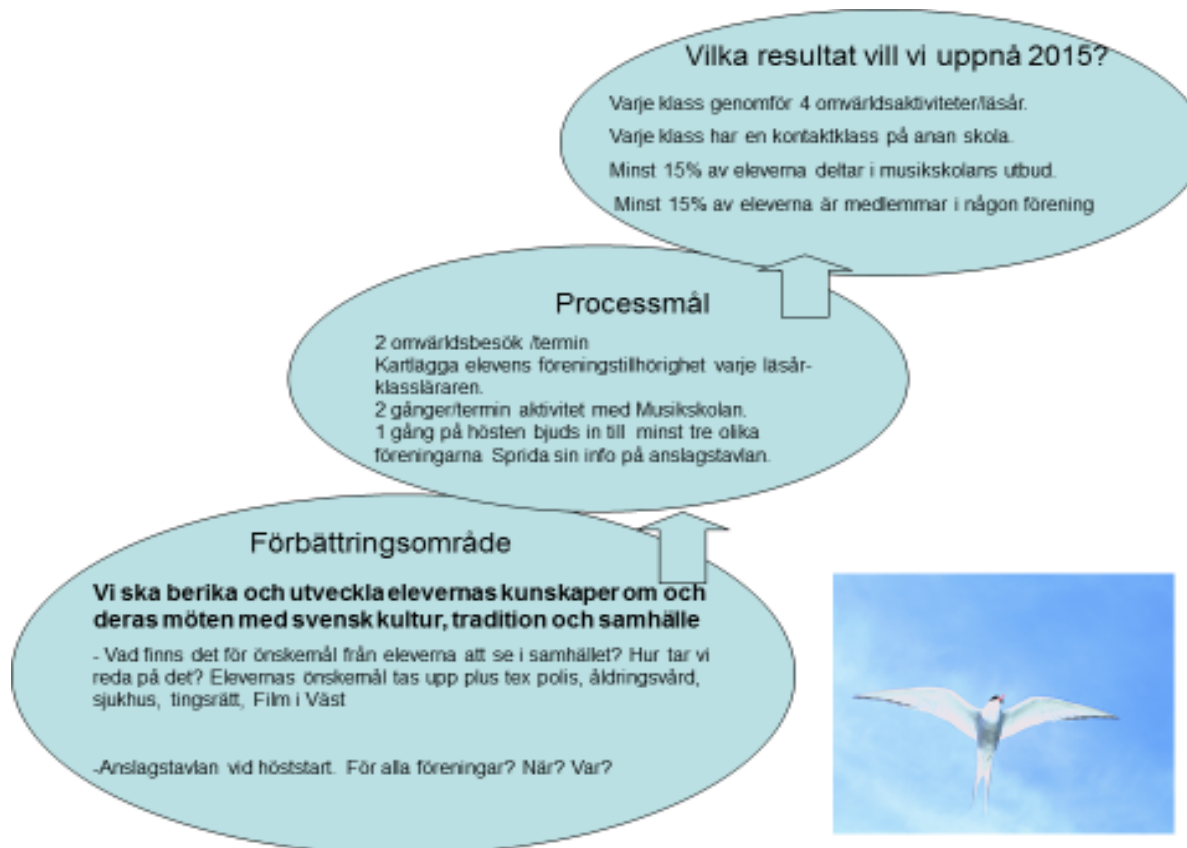 Vilka resultat vill vi uppnå 2015?
Varje klass genomför 4 omvärldsaktiviteter/läsår.
Varje klass har en kontaktklass på anan skola.
Minst 15% av eleverna deltar i musikskolans utbud.
Minst 15% av eleverna är medlemmar i någon förening
Processmål
2 omvärldsbesök /termin
Kartlägga elevens föreningstillhörighet varje läsår-
klassläraren.
2 gånger/termin aktivitet med Musikskolan.
1 gång på hösten bjuds in till minst tre olika
föreningarna Sprida sin info på anslagstavlan.
Förbättringsområde
Vi ska berika och utveckla elevernas kunskaper om och
deras möten med svensk kultur, tradition och samhälle
- Vad finns det för önskemål från eleverna att se i samhället? Hur tar vi
reda på det? Elevernas önskemål tas upp plus tex polis, åldringsvård,
sjukhus, tingsrätt, Film i Väst
-Anslagstavlan vid höststart. För alla föreningar? När? Var?